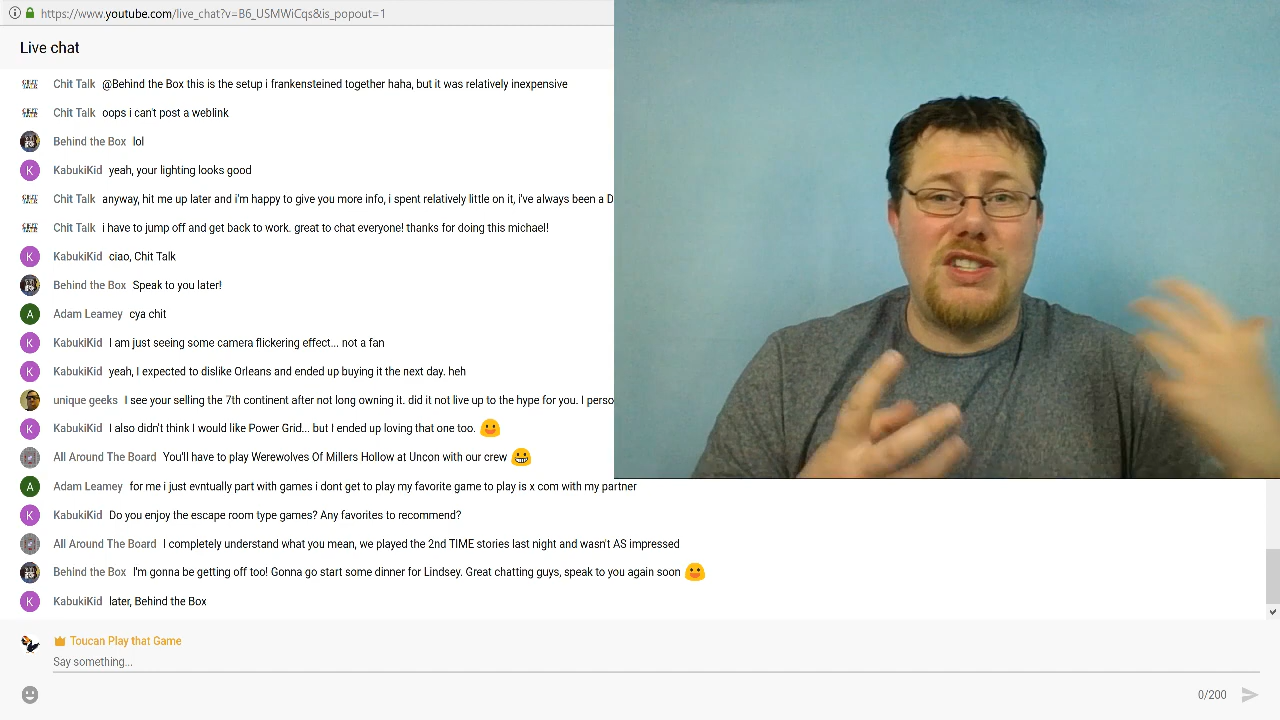 https://www.youtube.com/live_chat?v=B6_USMWiCqs&is_popout=1
Live chat
Chit Talk @Behind the Box this is the setup i frankensteined together haha, but it was relatively inexpensive
Chit Talk oops i can't post a weblink
Behind the Box lol
K KabukiKid yeah, your lighting looks good
Chit Talk anyway, hit me up later and i'm happy to give you more info, i spent relatively little on it, i've always been a D
Chit Talk i have to jump off and get back to work. great to chat everyone! thanks for doing this michael!
K KabukiKid ciao, Chit Talk
Behind the Box Speak to you later!
A Adam Leamey cya chit
K KabukiKid I am just seeing some camera flickering effect... not a fan
K KabukiKid yeah, I expected to dislike Orleans and ended up buying it the next day. heh
unique geeks I see your selling the 7th continent after not long owning it. did it not live up to the hype for you. I perso
K KabukiKid I also didn't think I would like Power Grid... but I ended up loving that one too.
All Around The Board You'll have to play Werewolves Of Millers Hollow at Uncon with our crew
A Adam Leamey for me i just evntually part with games i dont get to play my favorite game to play is x com with my partner
K KabukiKid Do you enjoy the escape room type games? Any favorites to recommend?
All Around The Board I completely understand what you mean, we played the 2nd TIME stories last night and wasn't AS impressed
Behind the Box I'm gonna be getting off too! Gonna go start some dinner for Lindsey. Great chatting guys, speak to you again soon
K KabukiKid later, Behind the Box
Toucan Play that Game
Say something...
0/200